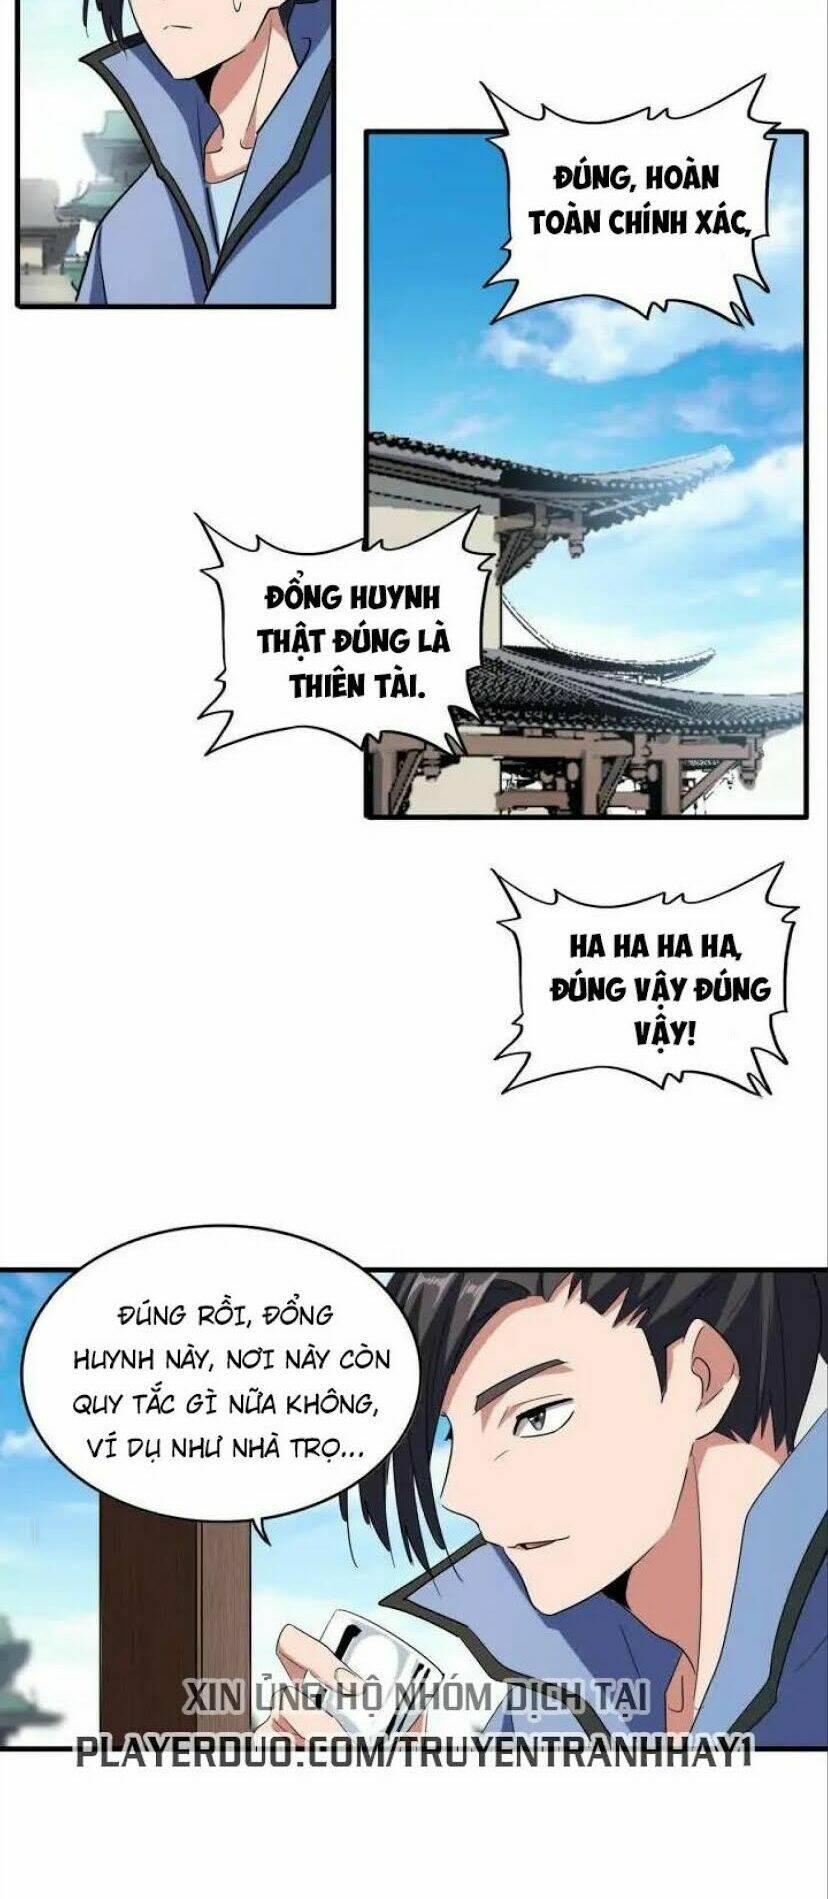 ĐÚNG, HOÀN
TOÀN CHÍNH XÁC,
ĐỔNG HUYNH
THẬT ĐÚNG LÀ
THIÊN TÀI.
HA HA HA HA,
ĐÚNG VẬY ĐÚNG
VẬY!
ĐÚNG RỒI, ĐỔNG
HUYNH NÀY, NƠI NÀY CÒN
QUY TẮC GÌ NỮA KHÔNG,
VÍ DỤ NHƯ NHÀ TRỌ...
XIN ỦNG HỘ NHÓM DỊCH TẠI
PLAYERDUO.COM/TRUYENTRANHHAY1